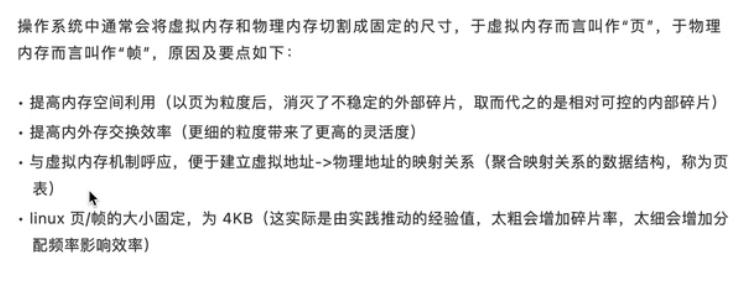 操作系统中通常会将虚拟内存和物理内存切割成固定的尺寸，于虚拟内存而言叫作“页”，于物理
内存而言叫作“帧”，原因及要点如下：
• 提高内存空间利用（以页为粒度后，消灭了不稳定的外部碎片，取而代之的是相对可控的内部碎片）
• 提高内外存交换效率（更细的粒度带来了更高的灵活度）
• 与虚拟内存机制呼应，便于建立虚拟地址->物理地址的映射关系（聚合映射关系的数据结构，称为页
表）
• linux 页/帧的大小固定，为 4KB（这实际是由实践推动的经验值，太粗会增加碎片率，太细会增加分
配频率影响效率）